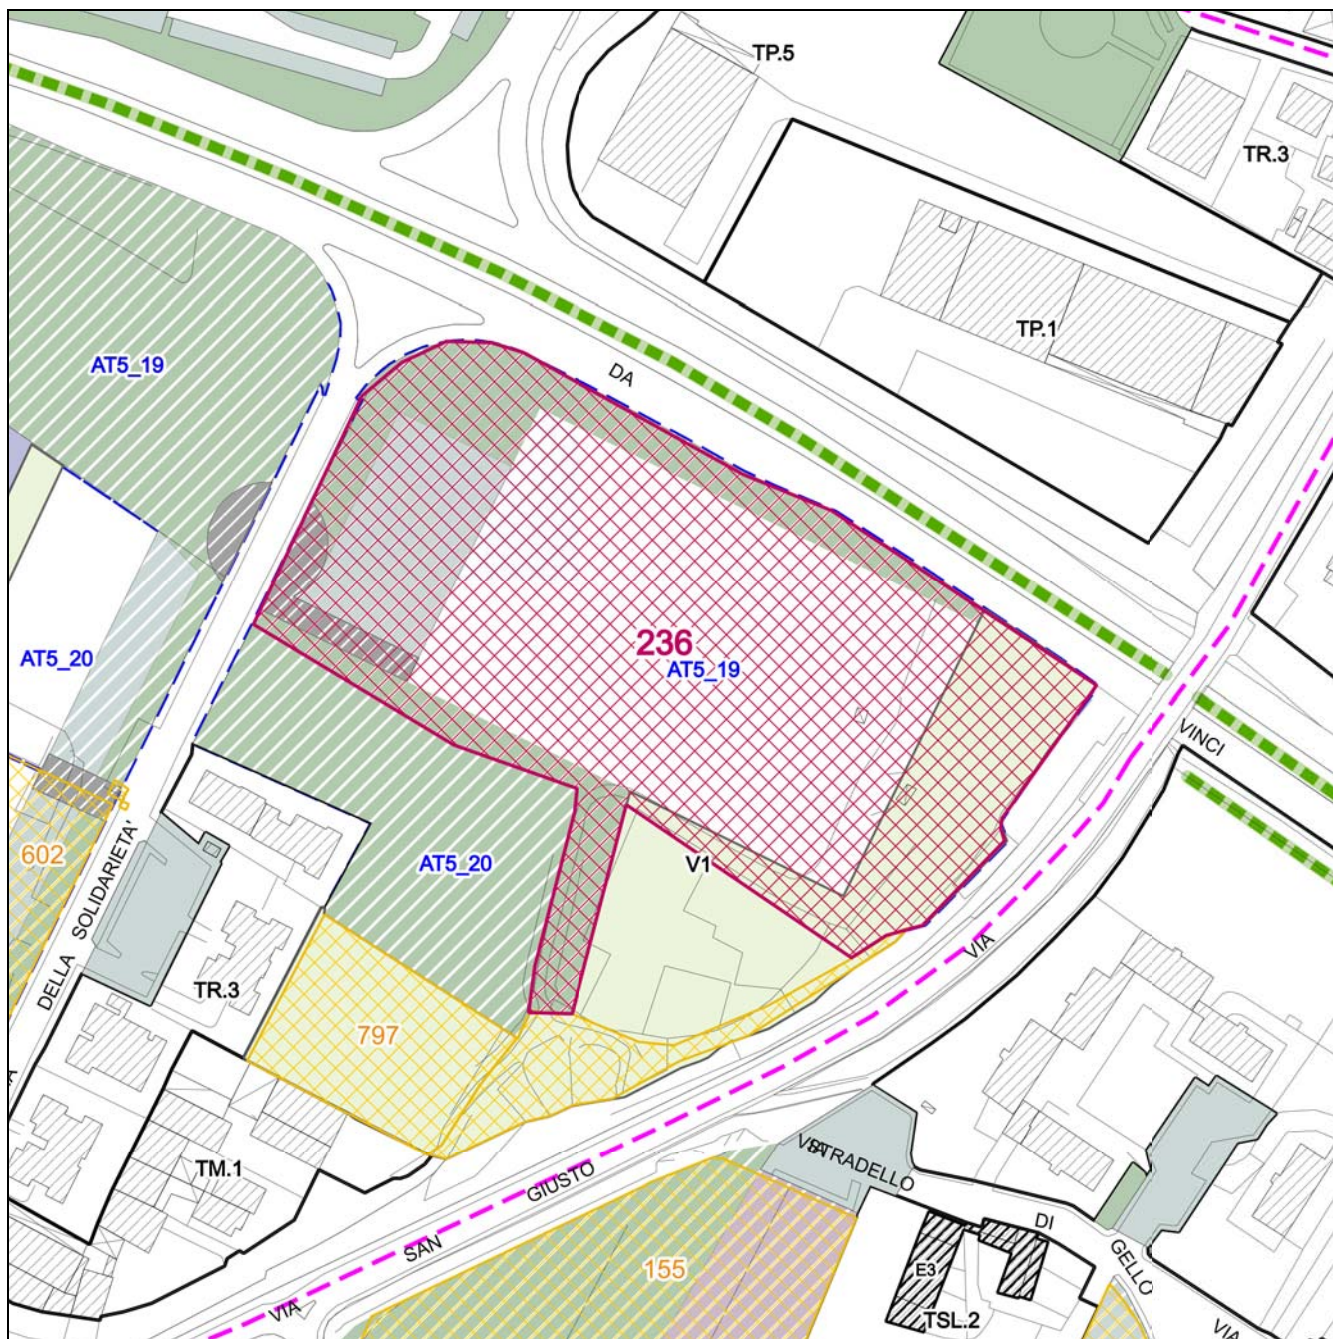 TP.5
TR.3
TP.1
AT5_19
DA
236
AT5_19
AT5_20
VINCI
602
AT5_20
V1
DELLA SOLIDARIETA'
VIA
TR.3
797
TM.1
VIA SAN GIUSTO
VIA
STRADELLO DI GELLO
155
E3
TSL.2
VIA